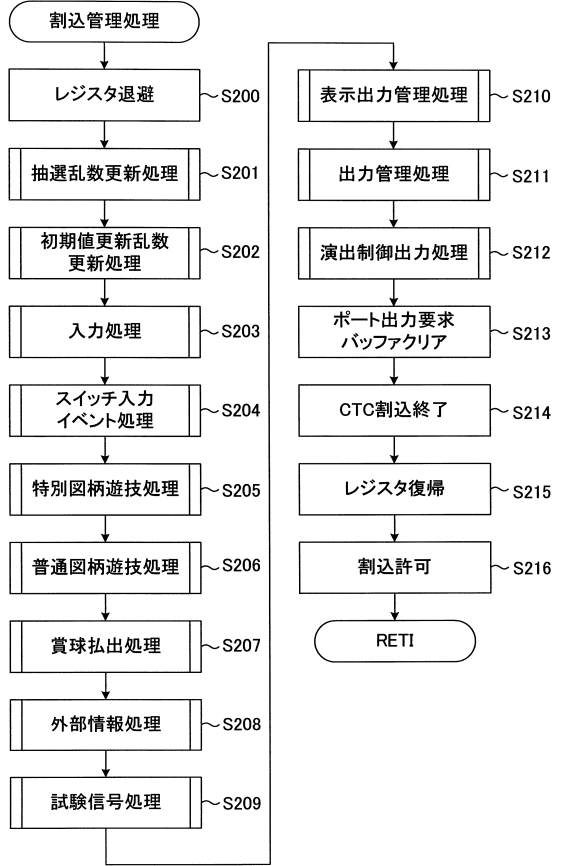 割込管理処理
レジスタ退避
S200
抽選乱数更新処理
S201
初期値更新乱数
更新処理
S202
入力処理
S203
スイッチ入力
イベント処理
S204
特別図柄遊技処理
S205
普通図柄遊技処理
S206
賞球払出処理
S207
外部情報処理
S208
試験信号処理
S209
表示出力管理処理
S210
出力管理処理
S211
演出制御出力処理
S212
ポート出力要求
バッファクリア
S213
CTC割込終了
S214
レジスタ復帰
S215
割込許可
S216
RETI